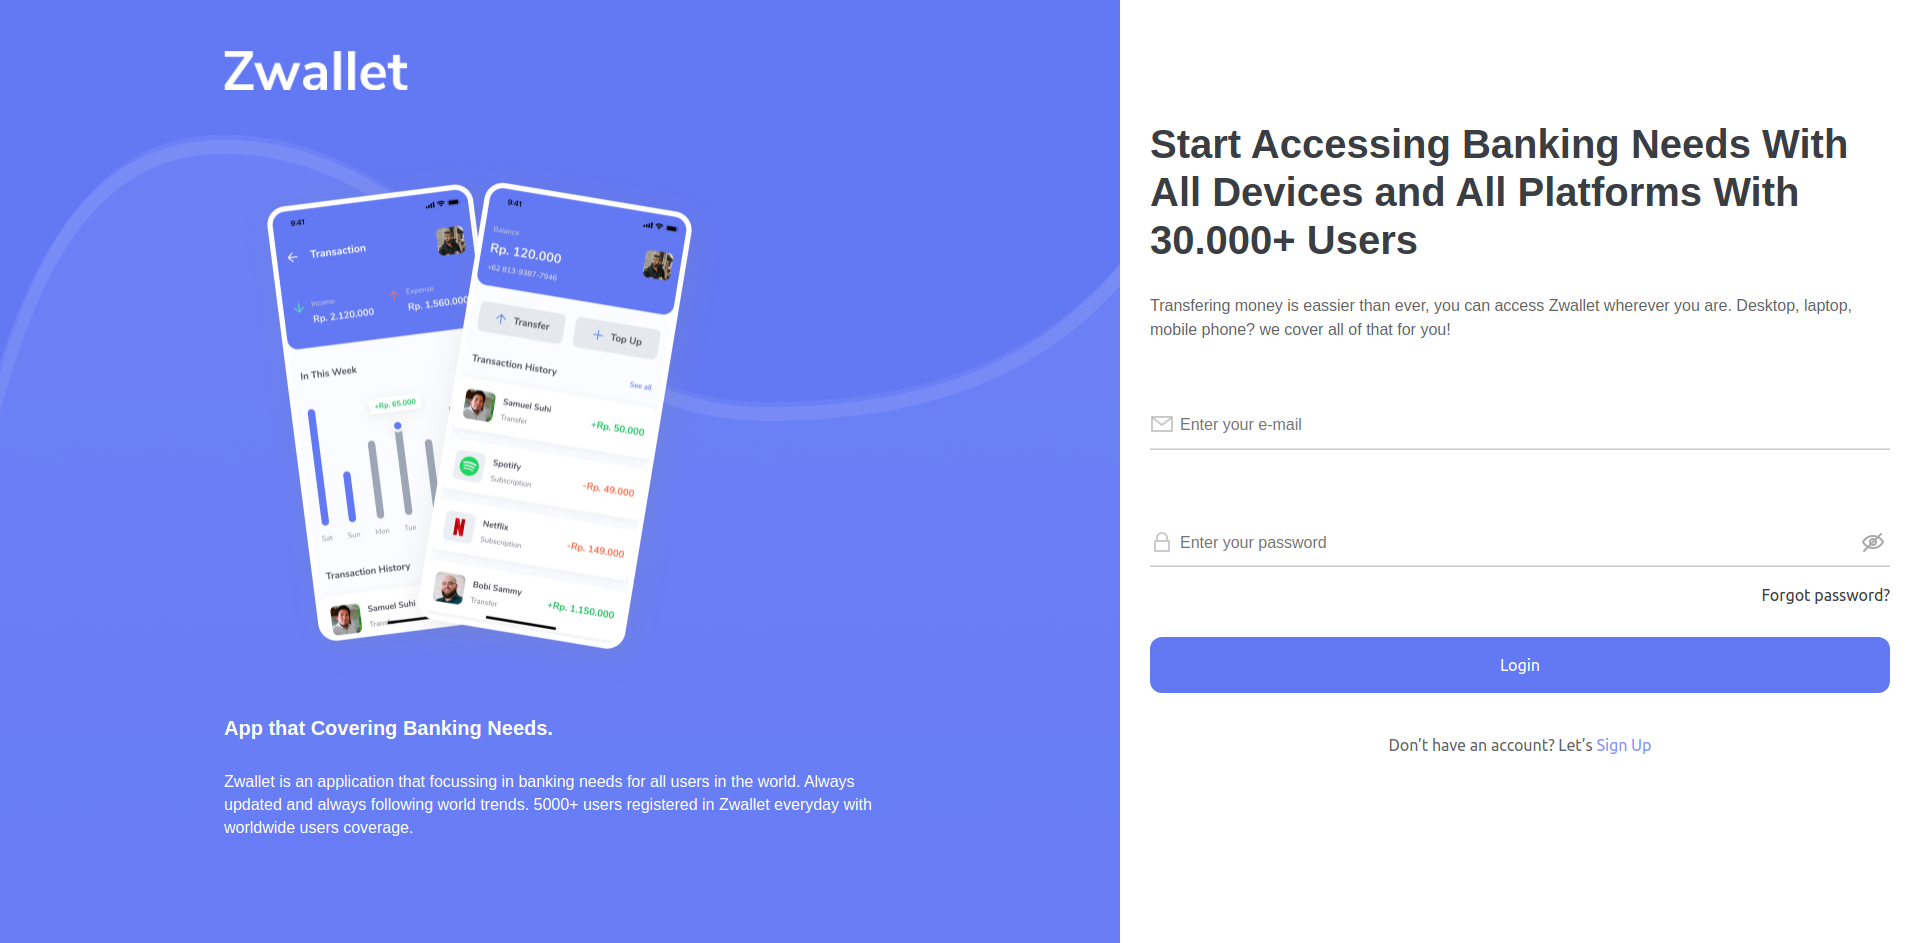 Zwallet
9:41
Transaction
Income
Rp. 2.120.000
Expense
Rp. 1.560.000
In This Week
+Rp. 65.000
Sat Sun Mon Tue
Transaction History
Samuel Suhi
9:41
Balance
Rp. 120.000
+62 813-9387-7946
Transfer
Top Up
Transaction History
See all
Samuel Suhi
Transfer
+Rp. 50.000
Spotify
Subscription
-Rp. 49.000
Netflix
Subscription
-Rp. 149.000
Bobi Sammy
Transfer
+Rp. 1.150.000
App that Covering Banking Needs.
Zwallet is an application that focussing in banking needs for all users in the world. Always
updated and always following world trends. 5000+ users registered in Zwallet everyday with
worldwide users coverage.
Start Accessing Banking Needs With
All Devices and All Platforms With
30.000+ Users
Transfering money is eassier than ever, you can access Zwallet wherever you are. Desktop, laptop,
mobile phone? we cover all of that for you!
Enter your e-mail
Enter your password
Forgot password?
Login
Don’t have an account? Let’s Sign Up